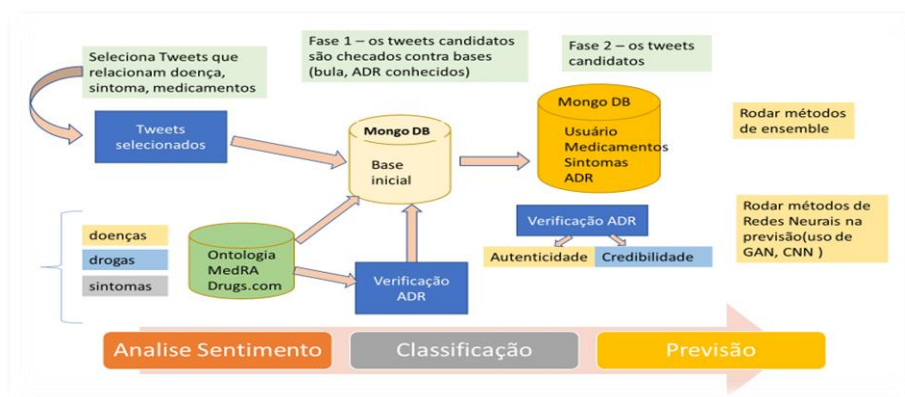 Seleciona Tweets que
relacionam doença,
sintoma, medicamentos
Fase 1 – os tweets candidatos
são checados contra bases
(bula, ADR conhecidos)
Fase 2 – os tweets
candidatos
Tweets
selecionados
Mongo DB
Base
inicial
Mongo DB
Usuário
Medicamentos
Sintomas
ADR
Rodar métodos
de ensemble
doenças
drogas
sintomas
Ontologia
MedRA
Drugs.com
Verificação
ADR
Verificação ADR
Autenticidade
Credibilidade
Rodar métodos de
Redes Neurais na
previsão(uso de
GAN, CNN )
Analise Sentimento
Classificação
Previsão